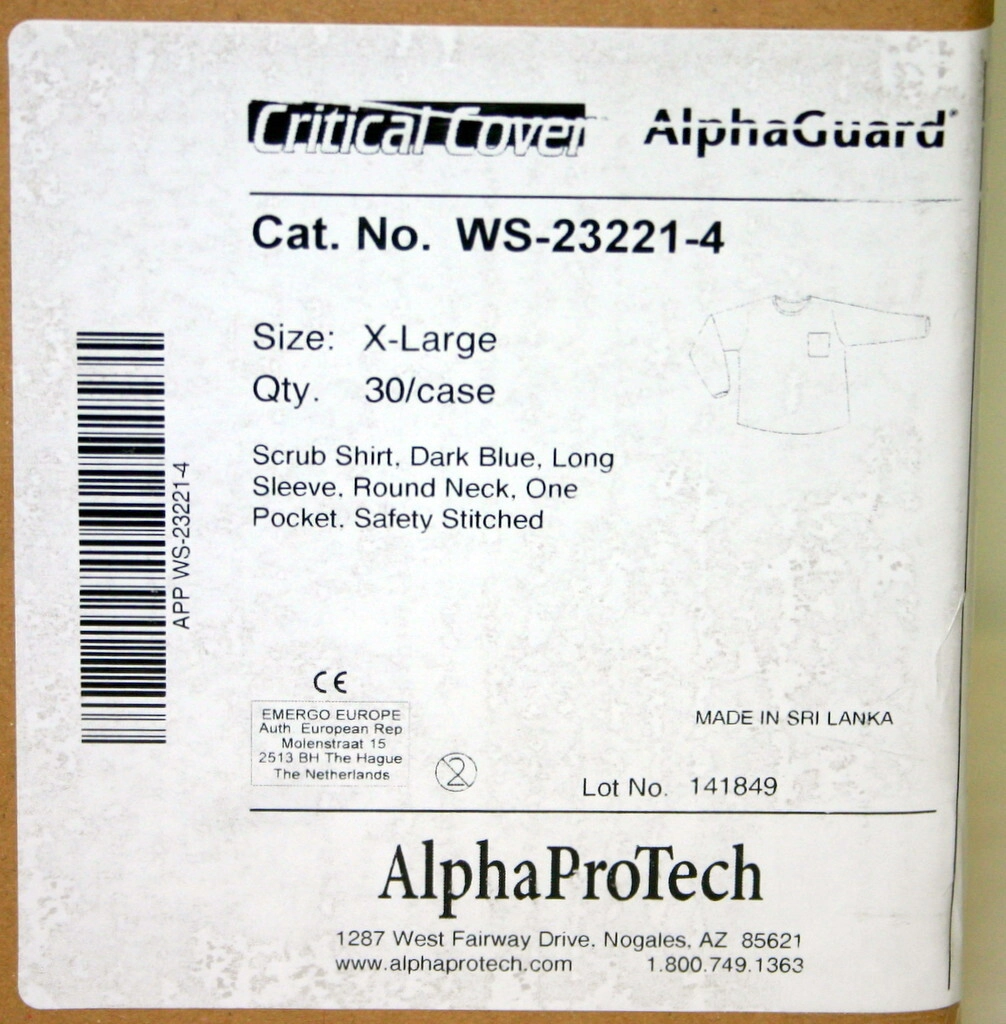 Critical Cover AlphaGuard®
Cat. No. WS-23221-4
Size: X-Large
Qty. 30/case
Scrub Shirt, Dark Blue, Long
Sleeve, Round Neck, One
Pocket. Safety Stitched
APP WS-23221-4
CE
EMERGO EUROPE
Auth European Rep
Molenstraat 15
2513 BH The Hague
The Netherlands
2
MADE IN SRI LANKA
Lot No. 141849
AlphaProTech
1287 West Fairway Drive. Nogales, AZ 85621
www.alphaprotech.com 1.800.749.1363